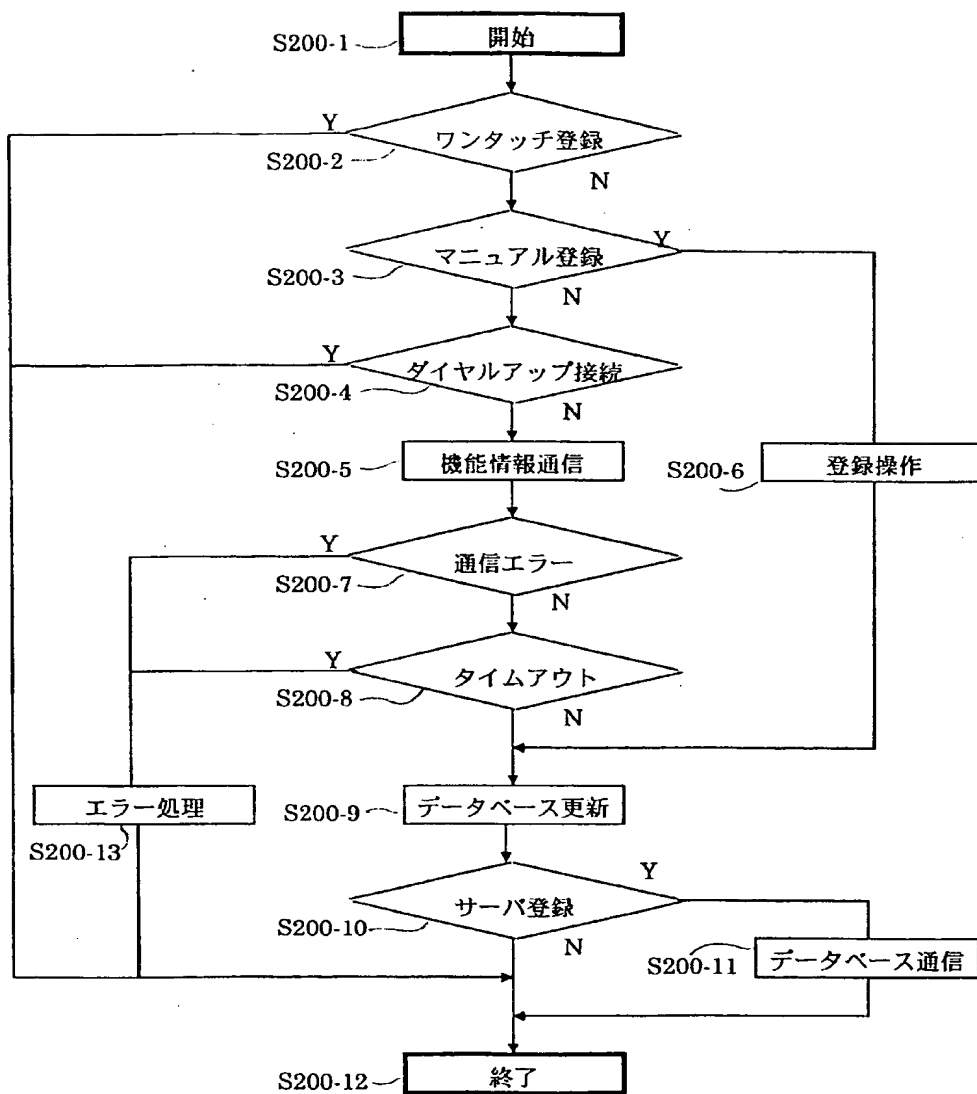 S200-1
開始
Y
ワンタッチ登録
S200-2
N
Y
マニュアル登録
S200-3
N
Y
ダイヤルアップ接続
S200-4
N
機能情報通信
S200-5
登録操作
S200-6
Y
通信エラー
S200-7
N
Y
タイムアウト
S200-8
N
エラー処理
S200-13
データベース更新
S200-9
Y
サーバ登録
S200-10
N
データベース通信
S200-11
終了
S200-12